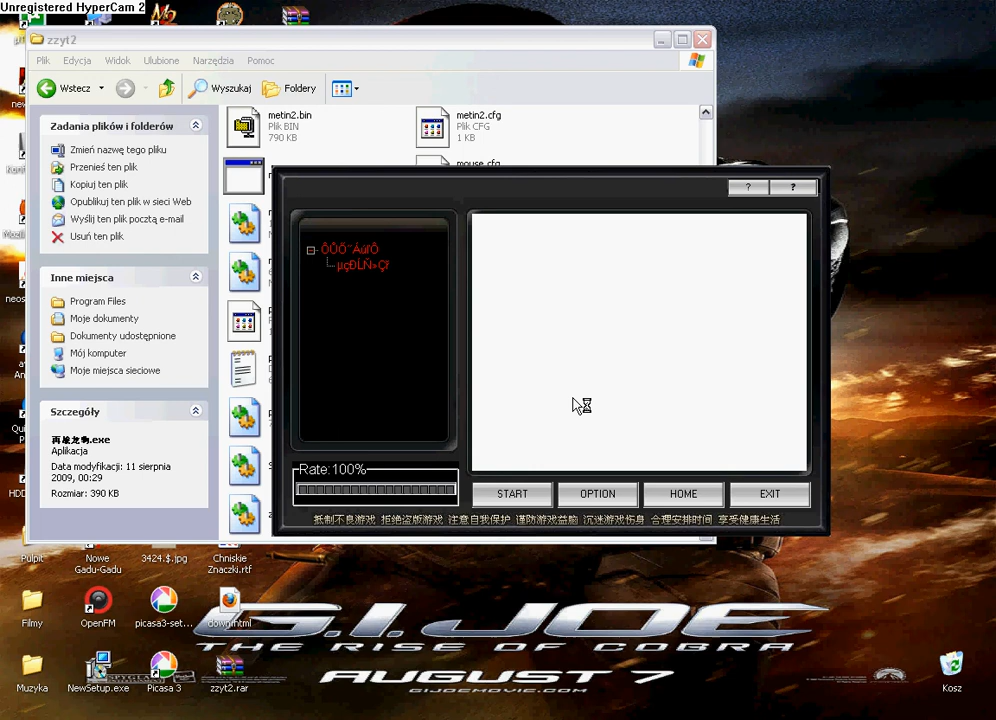 Unregistered HyperCam 2
zzyt2
Plik Edycja Widok Ulubione Narzędzia Pomoc
Wstecz Wyszukaj Foldery
Zadania plików i folderów
Zmień nazwę tego pliku
Przenieś ten plik
Kopiuj ten plik
Opublikuj ten plik w sieci Web
Wyślij ten plik pocztą e-mail
Usuń ten plik
Inne miejsca
Program Files
Moje dokumenty
Dokumenty udostępnione
Mój komputer
Moje miejsca sieciowe
Szczegóły
Aplikacja
Data modyfikacji: 11 sierpnia
2009, 00:29
Rozmiar: 390 KB
metin2.bin
Plik BIN
790 KB
metin2.cfg
Plik CFG
1 KB
mouse.cfg
? ?
Rate:100%
START OPTION HOME EXIT
抵制不良游戏 拒绝盗版游戏 注意自我保护 谨防游戏益脑 沉迷游戏伤身 合理安排时间 享受健康生活
Pulpit
Nowe
Gadu-Gadu
3424.$.jpg
Chniskie
Znaczki.rtf
Filmy
OpenFM
picasa3-set...
down.html
Muzyka
NewSetup.exe
Picasa 3
zzyt2.rar
Kosz
G.I. JOE
THE RISE OF COBRA
AUGUST 7
GIJOEMOVIE.COM